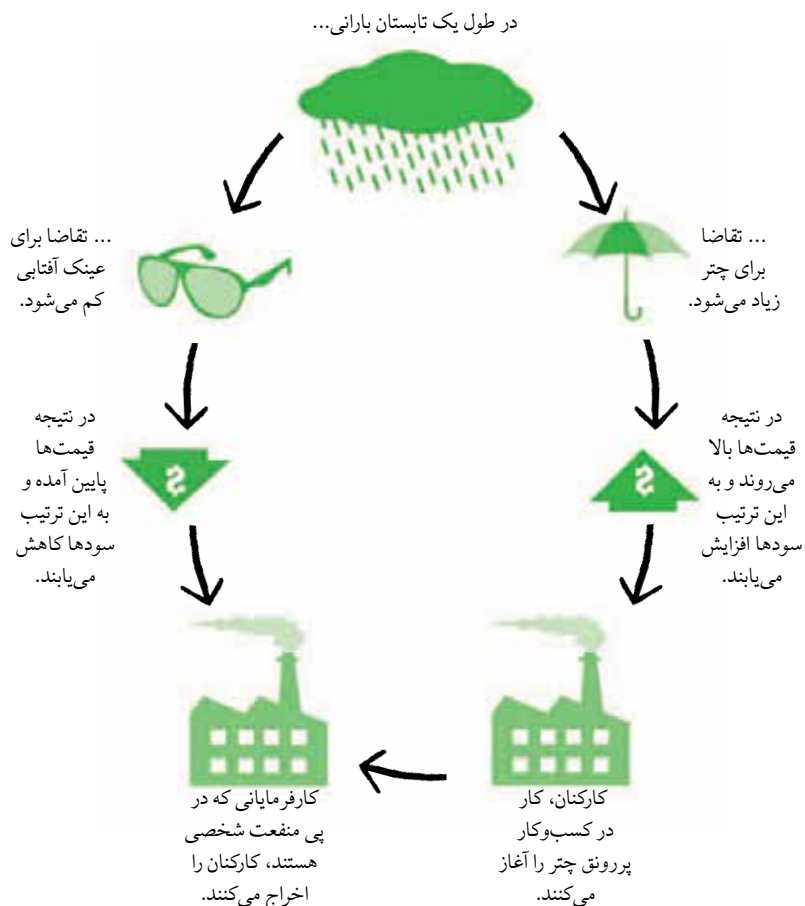 در طول یک تابستان بارانی...
... تقاضا
برای چتر
زیاد می‌شود.
در نتیجه
قیمت‌ها بالا
می‌روند و به
این ترتیب
سودها افزایش
می‌یابند.
کارکنان، کار
در کسب‌وکار
پررونق چتر را آغاز
می‌کنند.
... تقاضا برای
عینک آفتابی
کم می‌شود.
در نتیجه
قیمت‌ها
پایین آمده و
به این ترتیب
سودها کاهش
می‌یابند.
کارفرمایانی که در
پی منفعت شخصی
هستند، کارکنان را
اخراج می‌کنند.
$
$